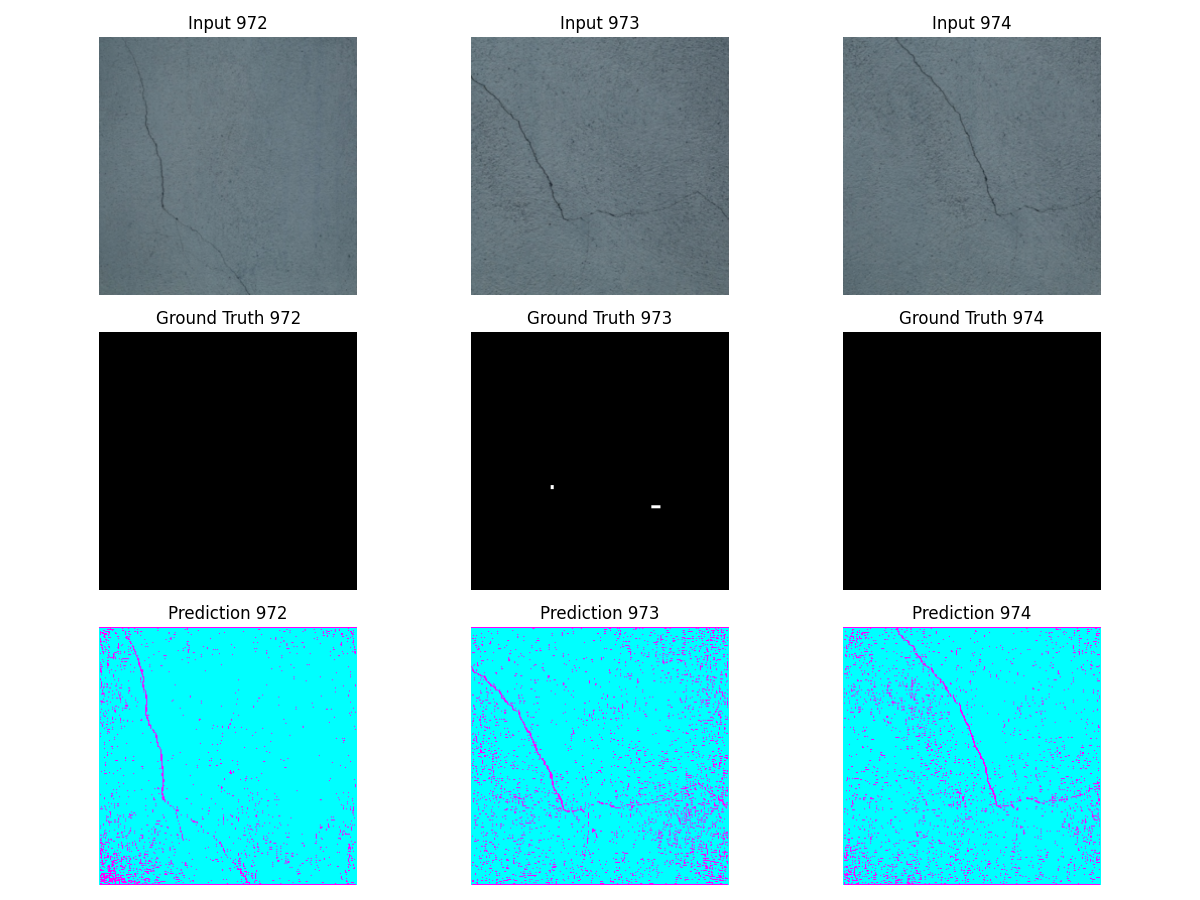 Input 972
Input 973
Input 974
Ground Truth 972
Ground Truth 973
Ground Truth 974
Prediction 972
Prediction 973
Prediction 974